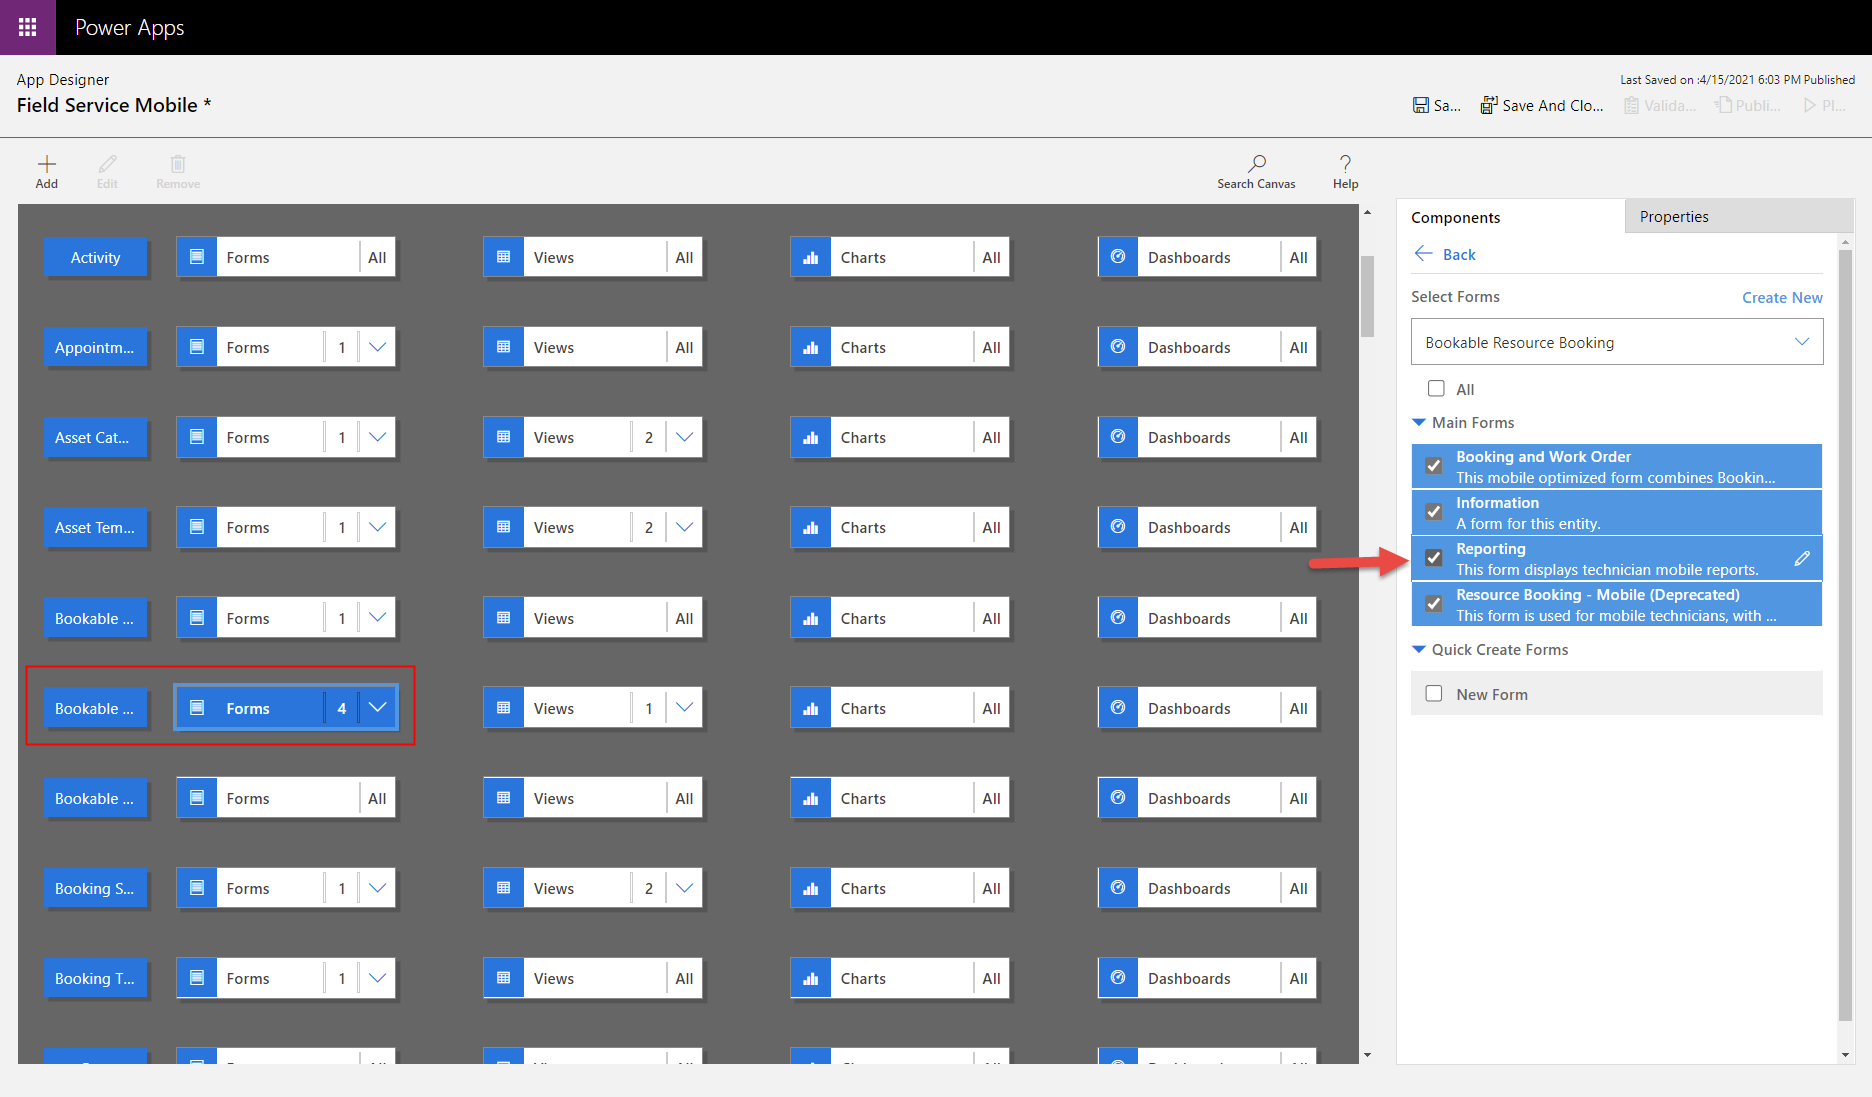 Power Apps
App Designer
Last Saved on :4/15/2021 6:03 PM Published
Field Service Mobile *
Sa... Save And Clo... Valida... Publi... Pl...
Add Edit Remove Search Canvas Help
Activity Forms All Views All Charts All Dashboards All
Appointm... Forms 1 Views All Charts All Dashboards All
Asset Cat... Forms 1 Views 2 Charts All Dashboards All
Asset Tem... Forms 1 Views 2 Charts All Dashboards All
Bookable ... Forms 1 Views All Charts All Dashboards All
Bookable ... Forms 4 Views 1 Charts All Dashboards All
Bookable ... Forms All Views All Charts All Dashboards All
Booking S... Forms 1 Views 2 Charts All Dashboards All
Booking T... Forms 1 Views All Charts All Dashboards All
Components Properties
Back
Select Forms Create New
Bookable Resource Booking
All
Main Forms
Booking and Work Order
This mobile optimized form combines Bookin...
Information
A form for this entity.
Reporting
This form displays technician mobile reports.
Resource Booking - Mobile (Deprecated)
This form is used for mobile technicians, with ...
Quick Create Forms
New Form